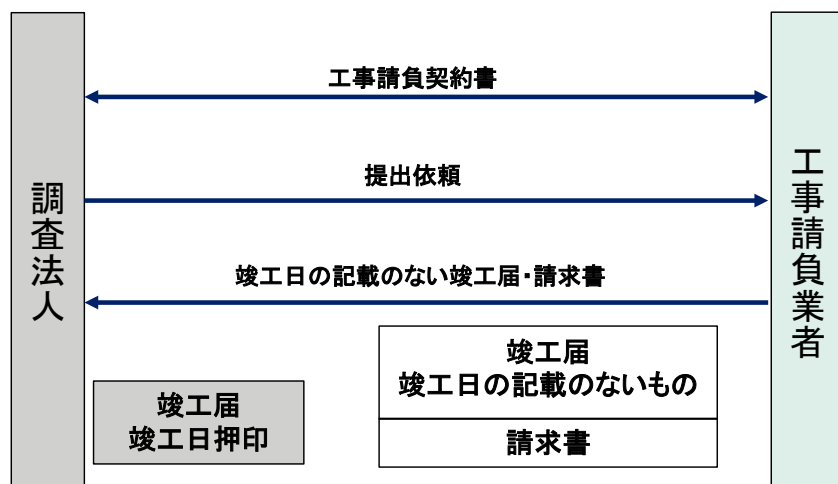 工事請負契約書
提出依頼
調査法人
工事請負業者
竣工日の記載のない竣工届・請求書
竣工届
竣工日の記載のないもの
請求書
竣工届
竣工日押印